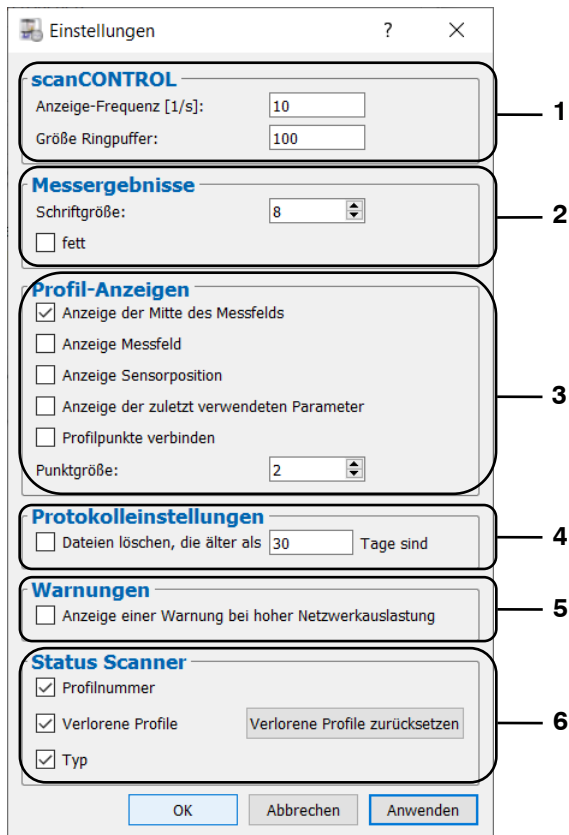 Einstellungen ? ×
scanCONTROL
Anzeige-Frequenz [1/s]: 10
Größe Ringpuffer: 100
1
Messergebnisse
Schriftgröße: 8
fett
2
Profil-Anzeigen
Anzeige der Mitte des Messfelds
Anzeige Messfeld
Anzeige Sensorposition
Anzeige der zuletzt verwendeten Parameter
Profilpunkte verbinden
Punktgröße: 2
3
Protokolleinstellungen
Dateien löschen, die älter als 30 Tage sind
4
Warnungen
Anzeige einer Warnung bei hoher Netzwerkauslastung
5
Status Scanner
Profilnummer
Verlorene Profile Verlorene Profile zurücksetzen
Typ
6
OK Abbrechen Anwenden